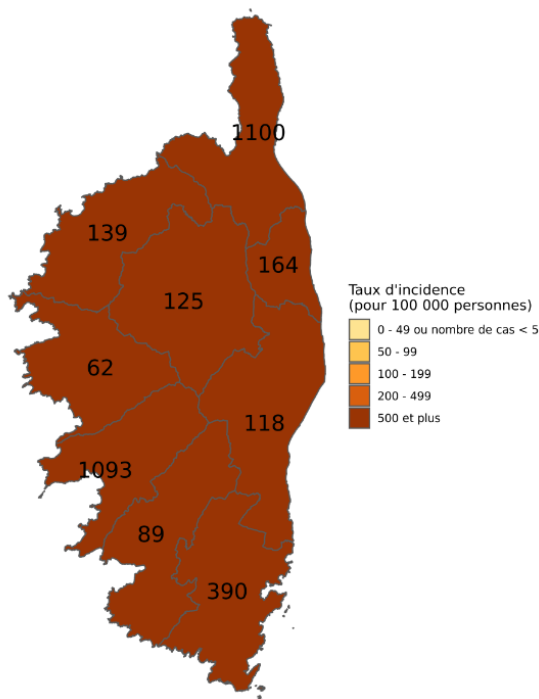 1100
139
164
125
62
118
1093
89
390
Taux d'incidence
(pour 100 000 personnes)
0 - 49 ou nombre de cas < 5
50 - 99
100 - 199
200 - 499
500 et plus